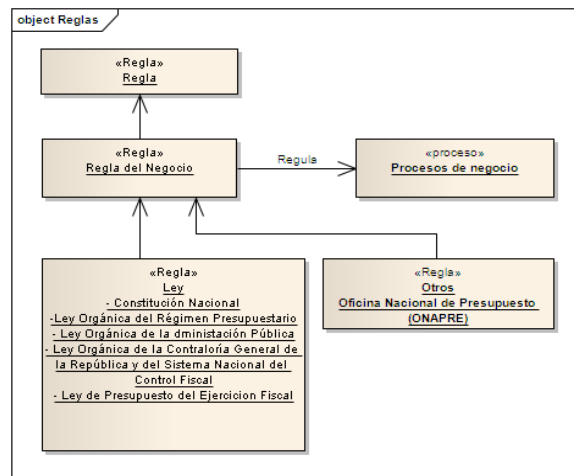 object Reglas
«Regla»
Regla
«Regla»
Regla del Negocio
Regula
«proceso»
Procesos de negocio
«Regla»
Ley
- Constitución Nacional
-Ley Orgánica del Régimen Presupuestario
- Ley Orgánica de la dministación Pública
- Ley Orgánica de la Contraloría General de
la República y del Sistema Nacional del
Control Fiscal
- Ley de Presupuesto del Ejercicion Fiscal
«Regla»
Otros
Oficina Nacional de Presupuesto
(ONAPRE)